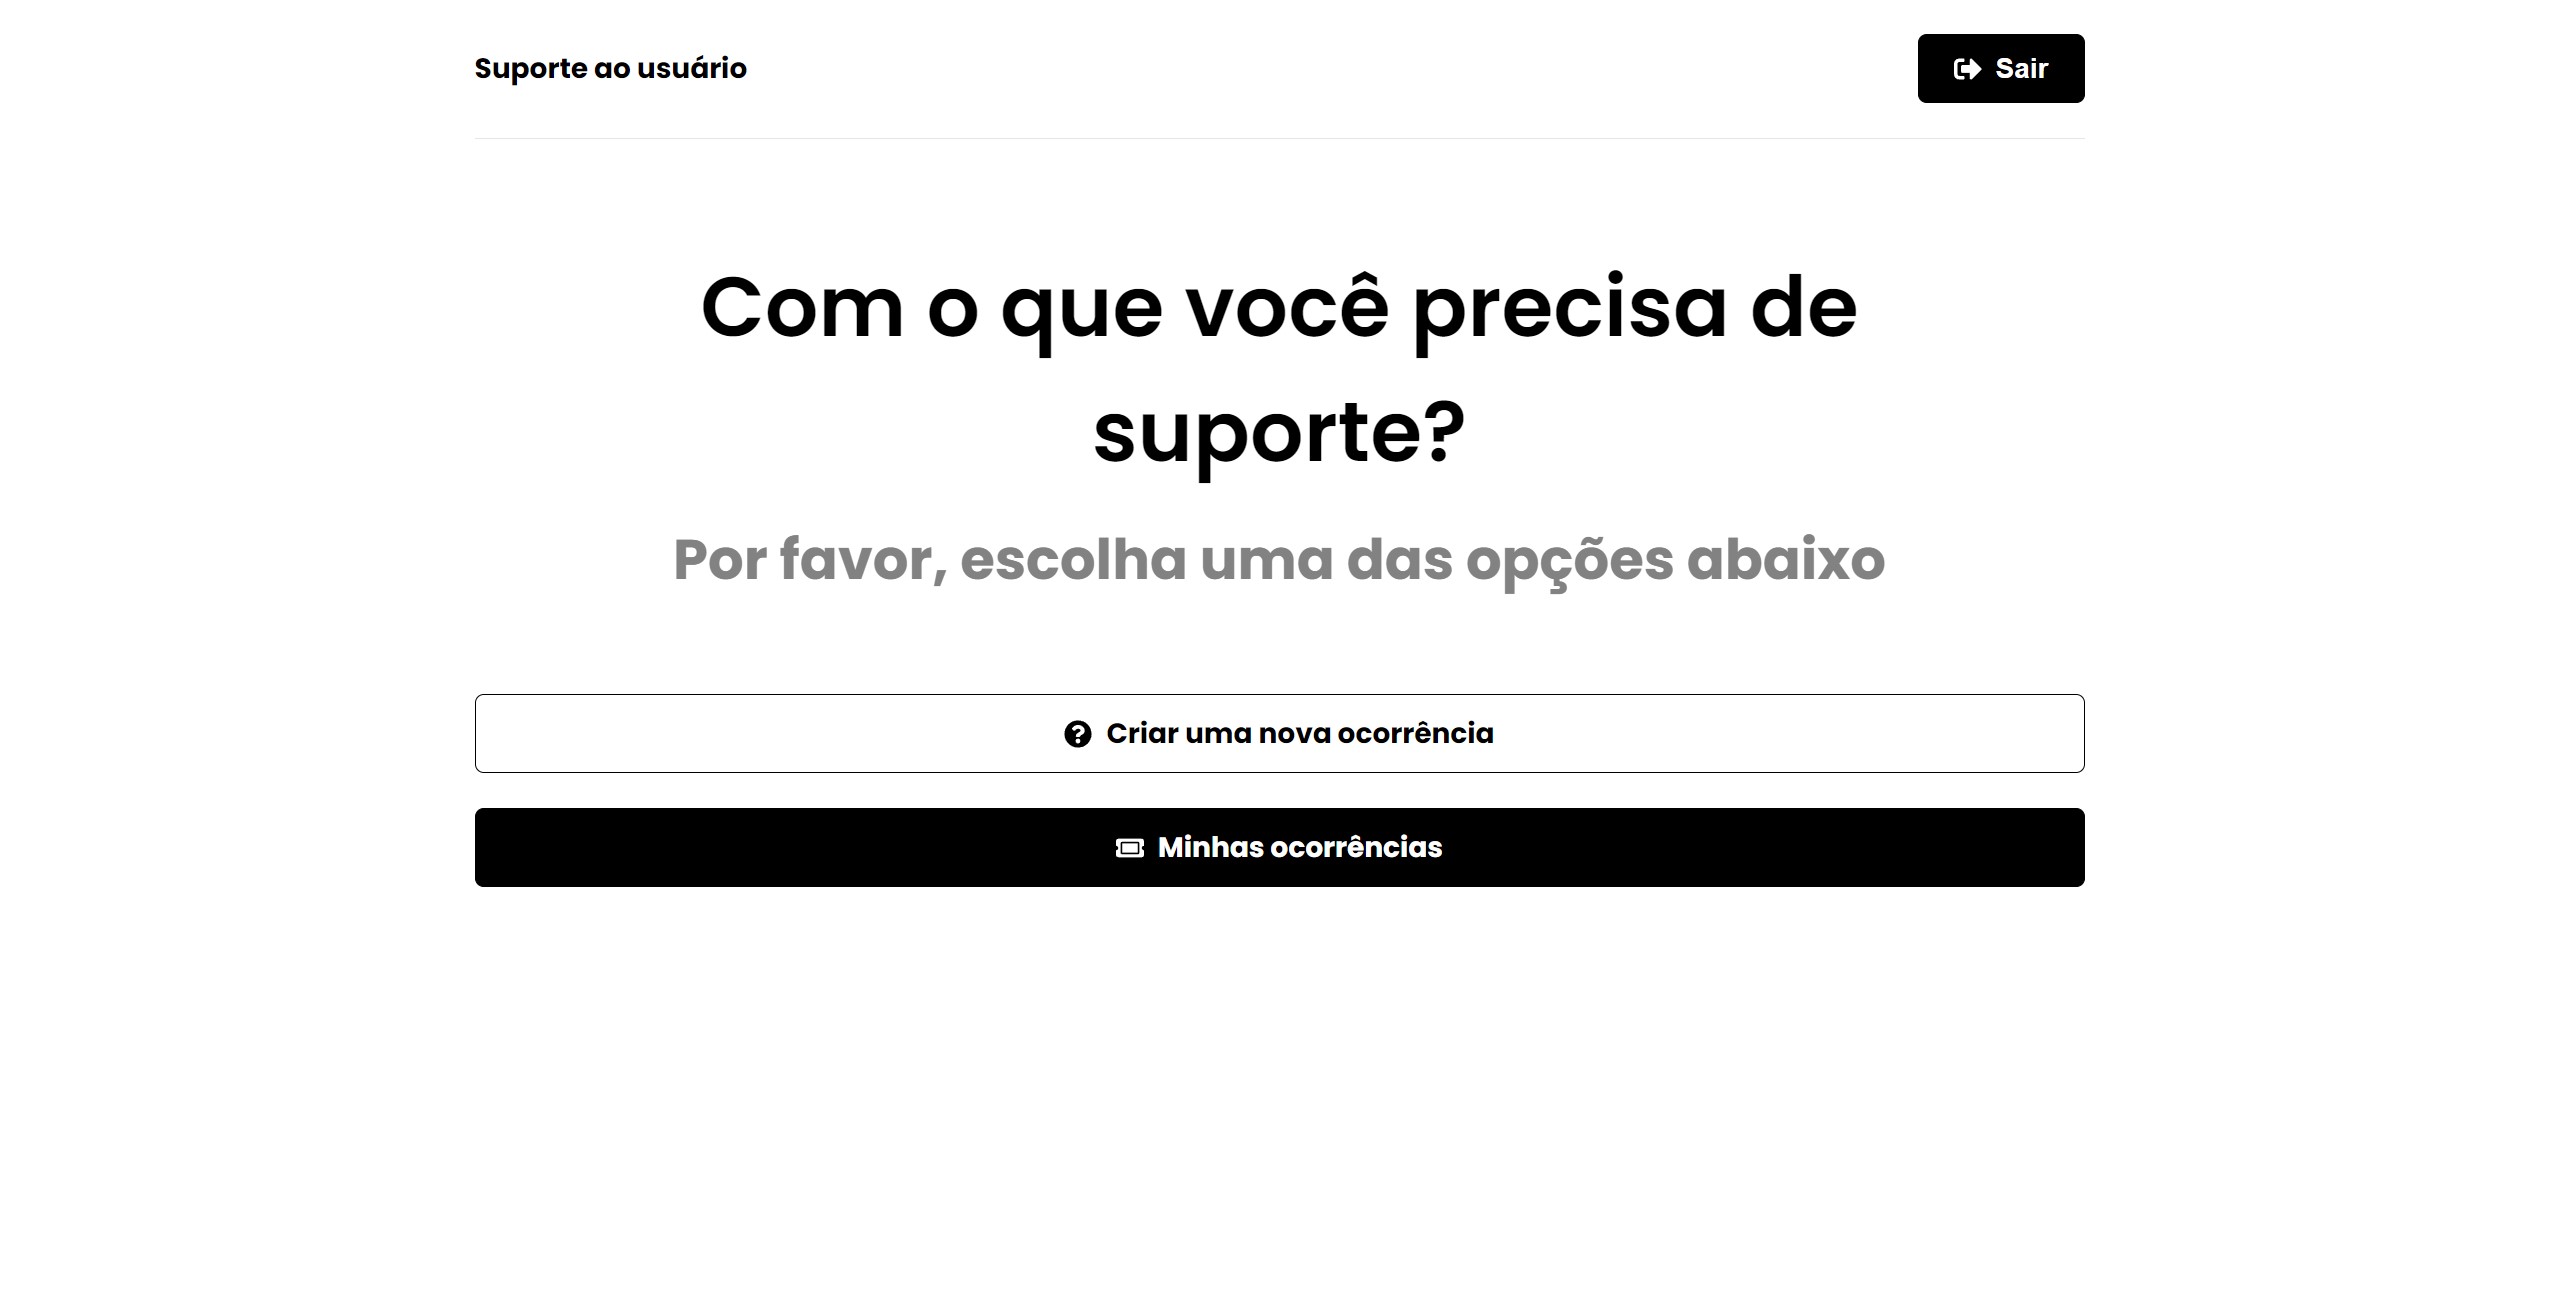 Suporte ao usuário
Sair
Com o que você precisa de
suporte?
Por favor, escolha uma das opções abaixo
Criar uma nova ocorrência
Minhas ocorrências